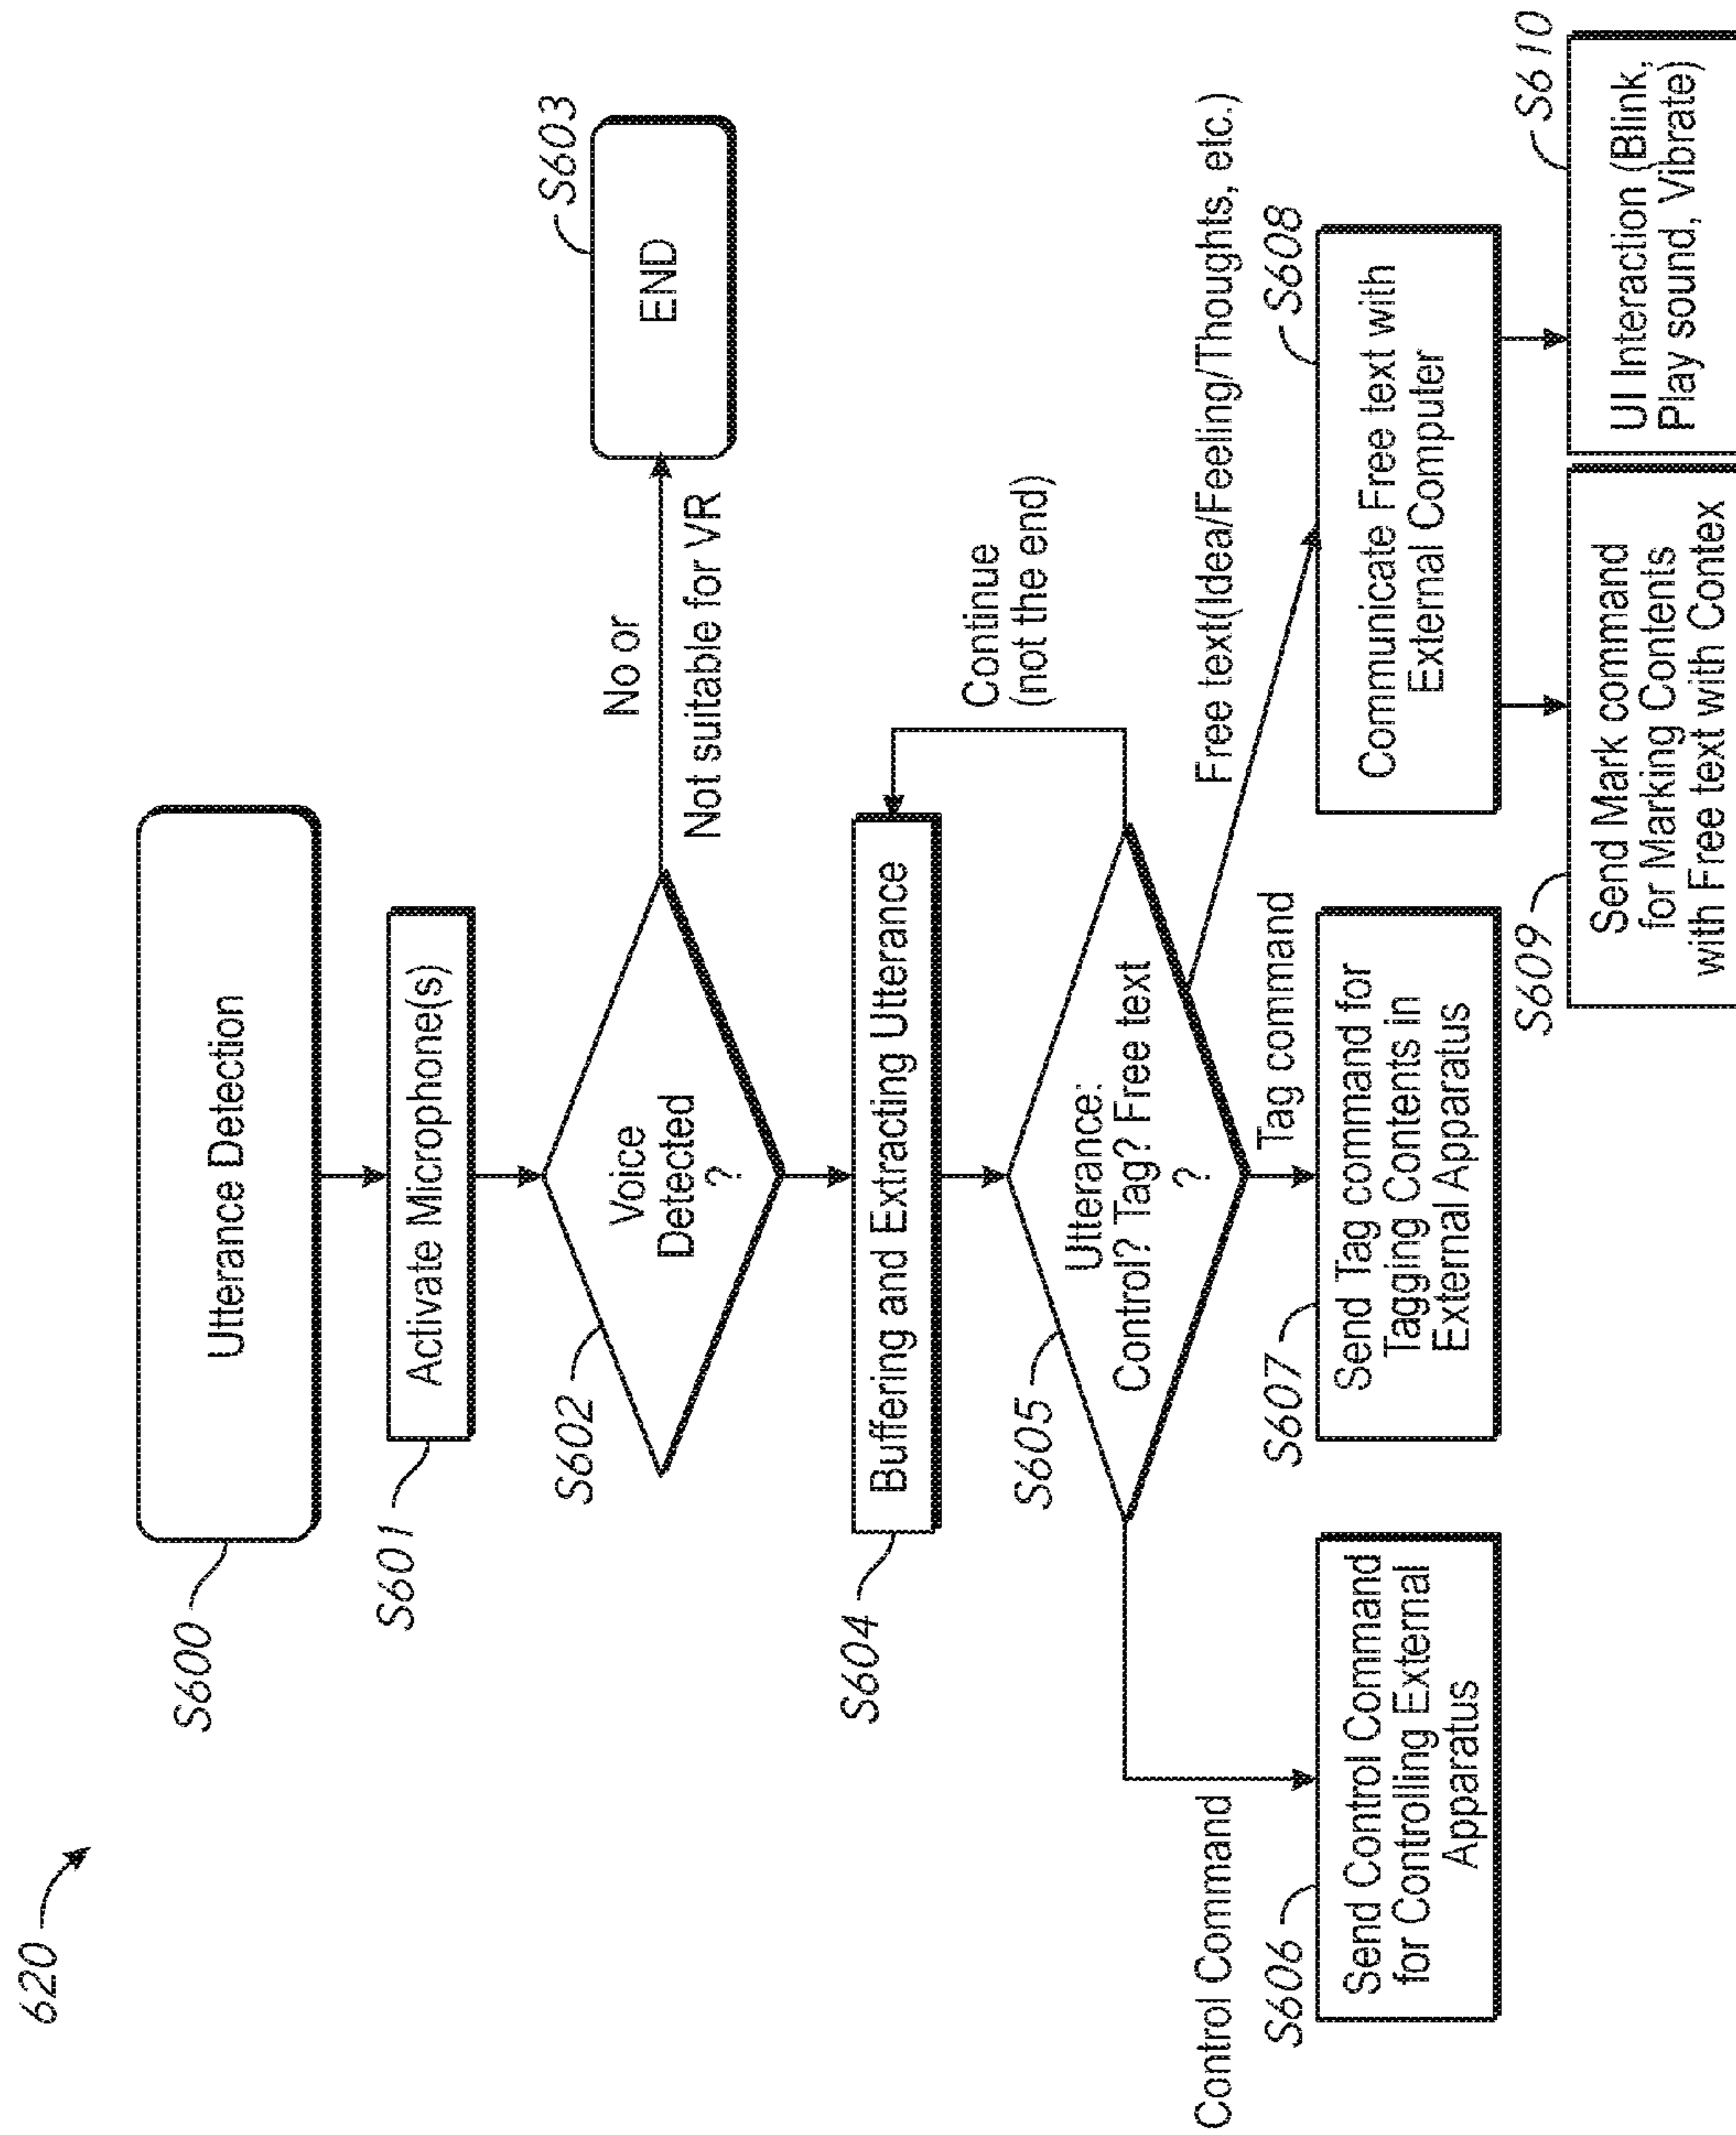 620
S600
Utterance Detection
S601
Activate Microphone(s)
S602
Voice
Detected
?
No or
Not suitable for VR
S603
END
S604
Buffering and Extracting Utterance
Continue
(not the end)
S605
Utterance:
Control? Tag? Free text
?
Control Command
Tag command
Free text(Idea/Feeling/Thoughts, etc.)
S606
Send Control Command
for Controlling External
Apparatus
S607
Send Tag command for
Tagging Contents in
External Apparatus
S608
Communicate Free text with
External Computer
S609
Send Mark command
for Marking Contents
with Free text with Contex
S610
UI Interaction (Blink,
Play sound, Vibrate)